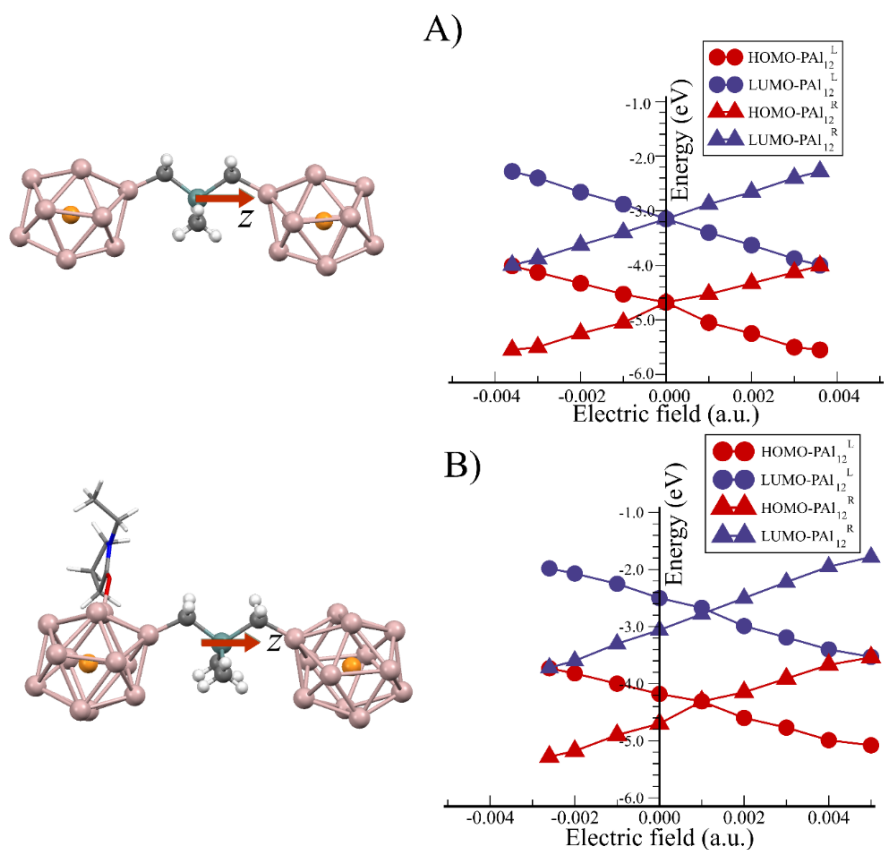 A)
HOMO-PAl₁₂ᴸ
LUMO-PAl₁₂ᴸ
HOMO-PAl₁₂ᴿ
LUMO-PAl₁₂ᴿ
Energy (eV)
-1.0
-2.0
-3.0
-4.0
-5.0
-6.0
-0.004 -0.002 0.000 0.002 0.004
Electric field (a.u.)
z
B)
HOMO-PAl₁₂ᴸ
LUMO-PAl₁₂ᴸ
HOMO-PAl₁₂ᴿ
LUMO-PAl₁₂ᴿ
Energy (eV)
-1.0
-2.0
-3.0
-4.0
-5.0
-6.0
-0.004 -0.002 0.000 0.002 0.004
Electric field (a.u.)
z